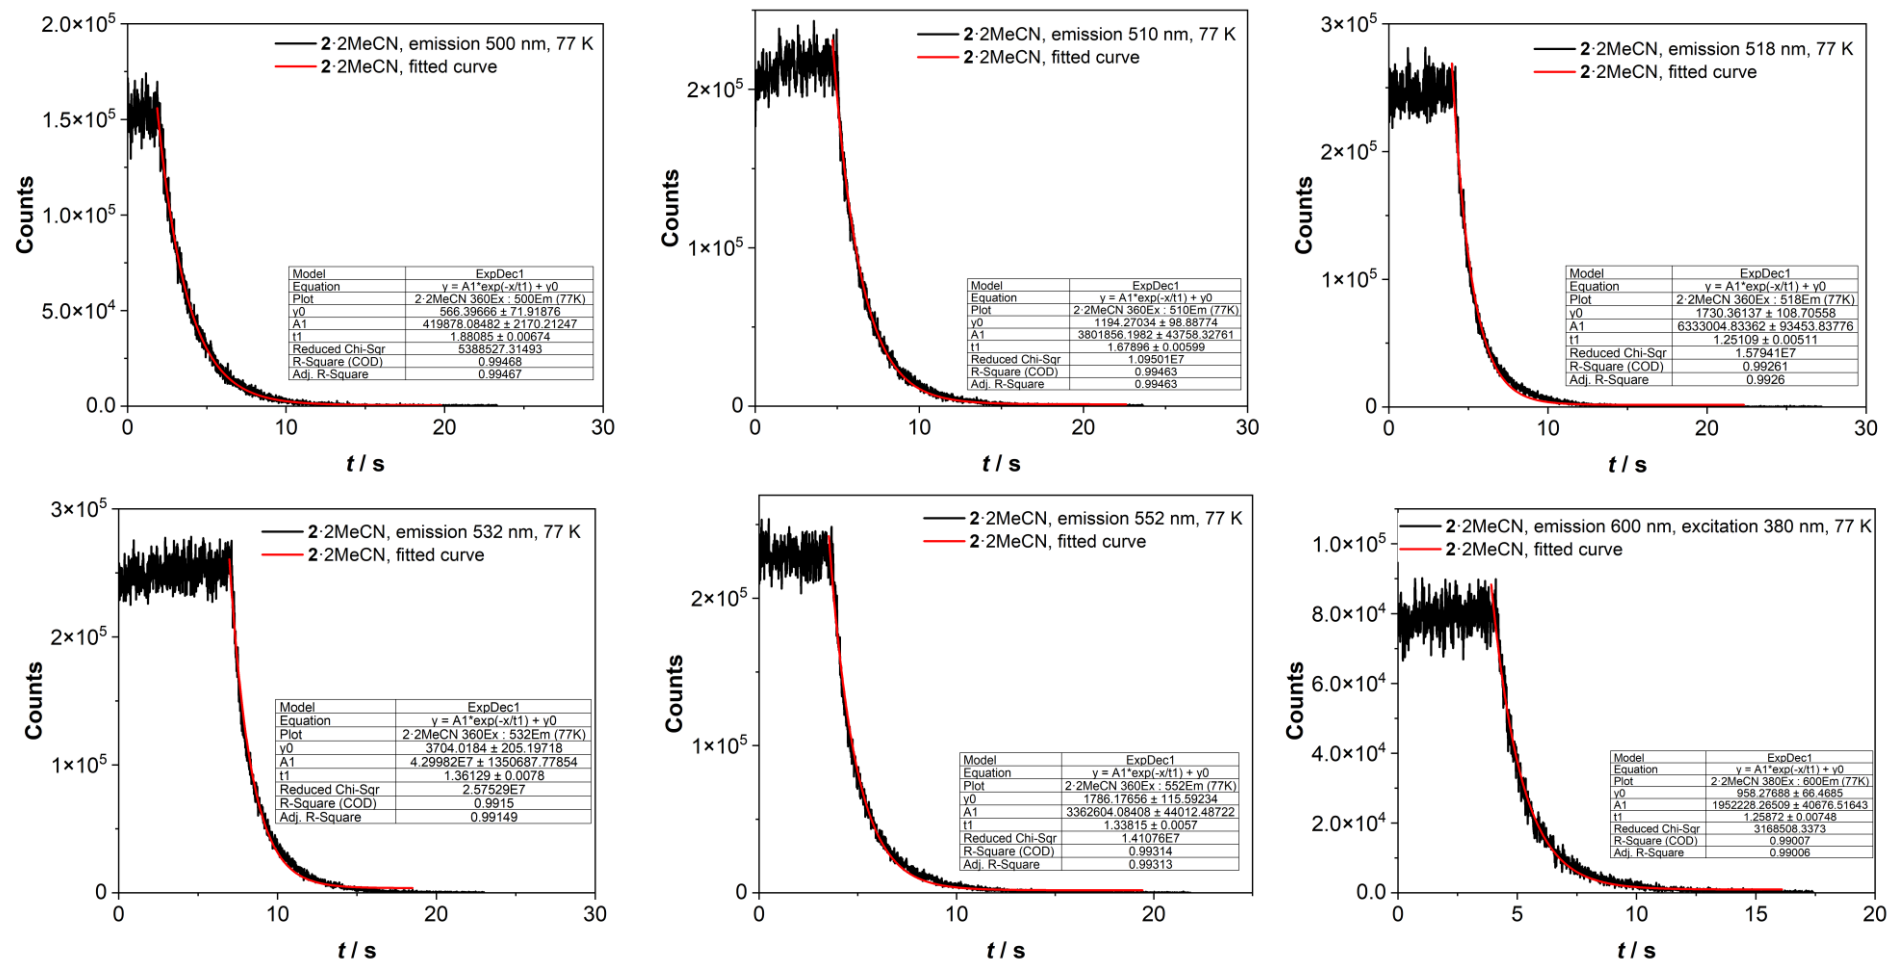 2.0×10⁵
1.5×10⁵
1.0×10⁵
5.0×10⁴
0.0
Counts
2·2MeCN, emission 500 nm, 77 K
2·2MeCN, fitted curve
Model ExpDec1
Equation y = A1*exp(-x/t1) + y0
Plot 2·2MeCN 360Ex : 500Em (77K)
y0 566.39666 ± 71.91876
A1 419878.08482 ± 2170.21247
t1 1.88085 ± 0.00674
Reduced Chi-Sqr 5388527.31493
R-Square (COD) 0.99468
Adj. R-Square 0.99467
0 10 20 30
t / s
2×10⁵
1×10⁵
0
Counts
2·2MeCN, emission 510 nm, 77 K
2·2MeCN, fitted curve
Model ExpDec1
Equation y = A1*exp(-x/t1) + y0
Plot 2·2MeCN 360Ex : 510Em (77K)
y0 1194.27034 ± 98.88774
A1 3801856.1982 ± 43758.32761
t1 1.67896 ± 0.00599
Reduced Chi-Sqr 1.09501E7
R-Square (COD) 0.99463
Adj. R-Square 0.99463
0 10 20 30
t / s
3×10⁵
2×10⁵
1×10⁵
0
Counts
2·2MeCN, emission 518 nm, 77 K
2·2MeCN, fitted curve
Model ExpDec1
Equation y = A1*exp(-x/t1) + y0
Plot 2·2MeCN 360Ex : 518Em (77K)
y0 1730.36137 ± 108.70558
A1 6333004.83362 ± 93453.83776
t1 1.25109 ± 0.00511
Reduced Chi-Sqr 1.57941E7
R-Square (COD) 0.99261
Adj. R-Square 0.9926
0 10 20 30
t / s
3×10⁵
2×10⁵
1×10⁵
0
Counts
2·2MeCN, emission 532 nm, 77 K
2·2MeCN, fitted curve
Model ExpDec1
Equation y = A1*exp(-x/t1) + y0
Plot 2·2MeCN 360Ex : 532Em (77K)
y0 3704.0184 ± 205.19718
A1 4.29982E7 ± 1350687.77854
t1 1.36129 ± 0.0078
Reduced Chi-Sqr 2.57529E7
R-Square (COD) 0.9915
Adj. R-Square 0.99149
0 10 20 30
t / s
2×10⁵
1×10⁵
0
Counts
2·2MeCN, emission 552 nm, 77 K
2·2MeCN, fitted curve
Model ExpDec1
Equation y = A1*exp(-x/t1) + y0
Plot 2·2MeCN 360Ex : 552Em (77K)
y0 1786.17656 ± 115.59234
A1 3362604.08408 ± 44012.48722
t1 1.33815 ± 0.0057
Reduced Chi-Sqr 1.41076E7
R-Square (COD) 0.99314
Adj. R-Square 0.99313
0 10 20
t / s
1.0×10⁵
8.0×10⁴
6.0×10⁴
4.0×10⁴
2.0×10⁴
0.0
Counts
2·2MeCN, emission 600 nm, excitation 380 nm, 77 K
2·2MeCN, fitted curve
Model ExpDec1
Equation y = A1*exp(-x/t1) + y0
Plot 2·2MeCN 380Ex : 600Em (77K)
y0 958.27688 ± 66.4685
A1 1952228.26509 ± 40676.51643
t1 1.25872 ± 0.00748
Reduced Chi-Sqr 3168508.3373
R-Square (COD) 0.99007
Adj. R-Square 0.99006
0 5 10 15 20
t / s